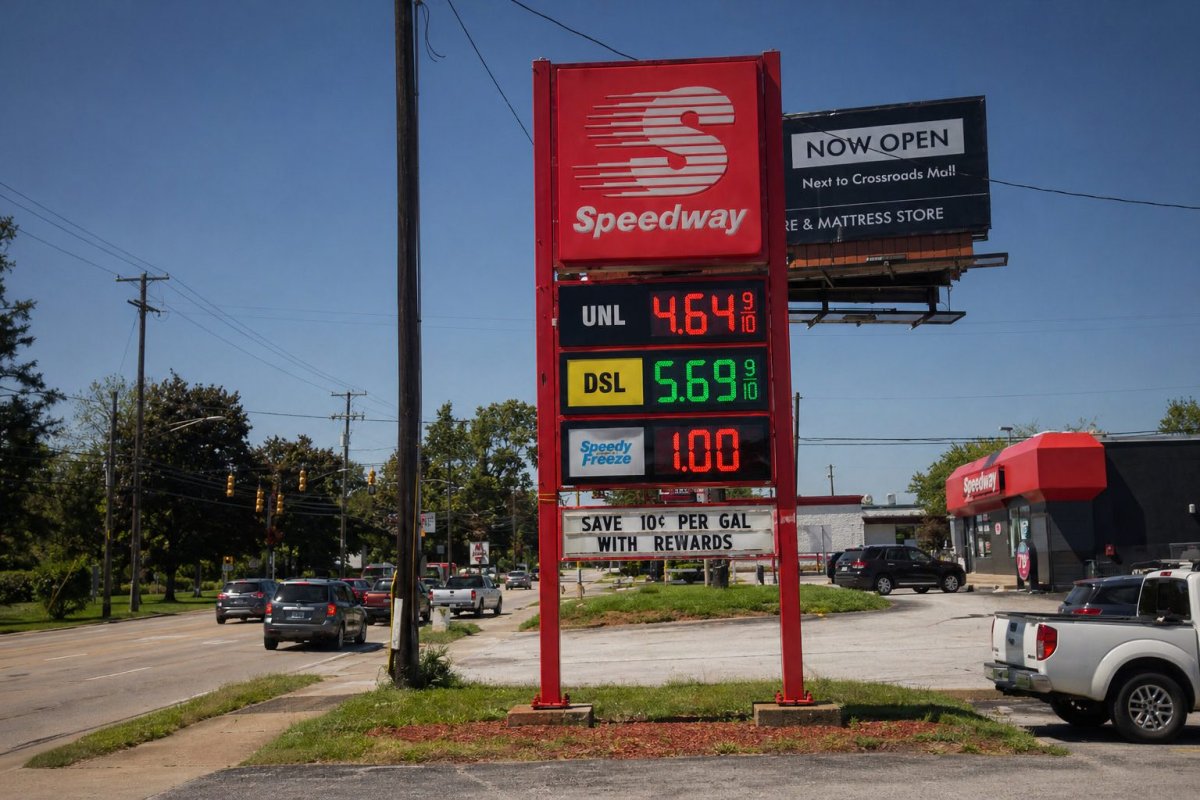 S
Speedway
UNL 4.64 9/10
DSL 5.69 9/10
Speedy
Freeze
1.00
SAVE 10¢ PER GAL
WITH REWARDS
NOW OPEN
Next to Crossroads Mall
RE & MATTRESS STORE
Speedway